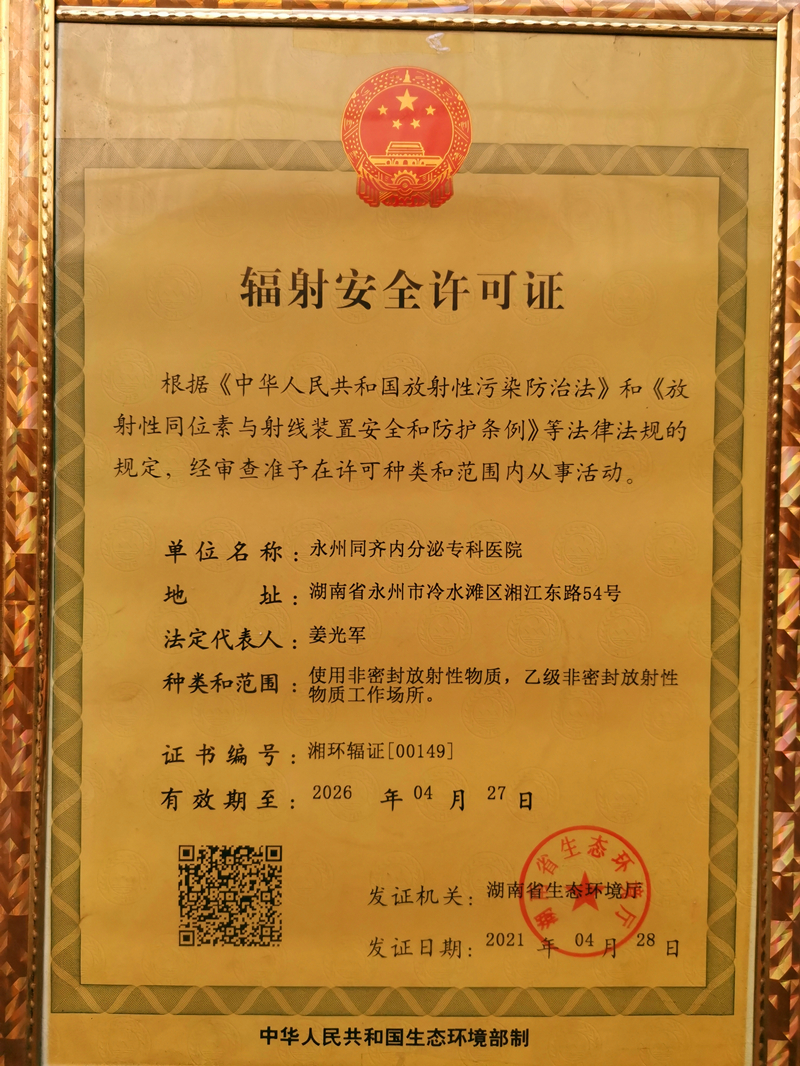 辐射安全许可证
根据《中华人民共和国放射性污染防治法》和《放
射性同位素与射线装置安全和防护条例》等法律法规的
规定，经审查准予在许可种类和范围内从事活动。
单位名称：永州同齐内分泌专科医院
地址：湖南省永州市冷水滩区湘江东路54号
法定代表人：姜光军
种类和范围：使用非密封放射性物质，乙级非密封放射性
物质工作场所。
证书编号：湘环辐证[00149]
有效期至：2026 年 04 月 27 日
发证机关：湖南省生态环境厅
发证日期：2021 年 04 月 28 日
湖南省生态环境厅
中华人民共和国生态环境部制